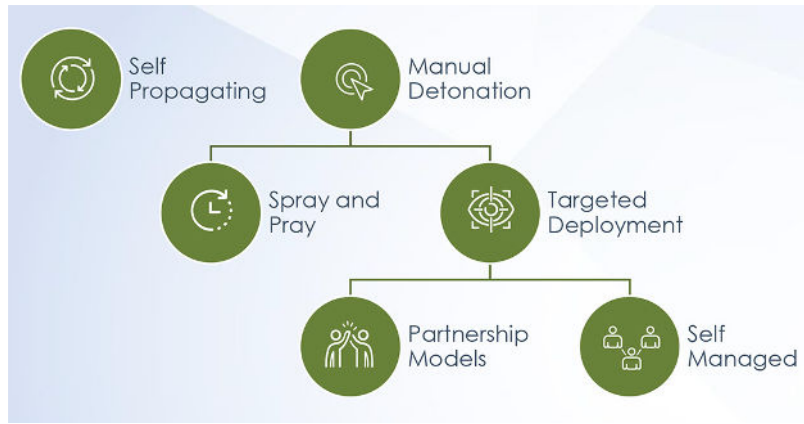 Self
Propagating
Manual
Detonation
Spray and
Pray
Targeted
Deployment
Partnership
Models
Self
Managed